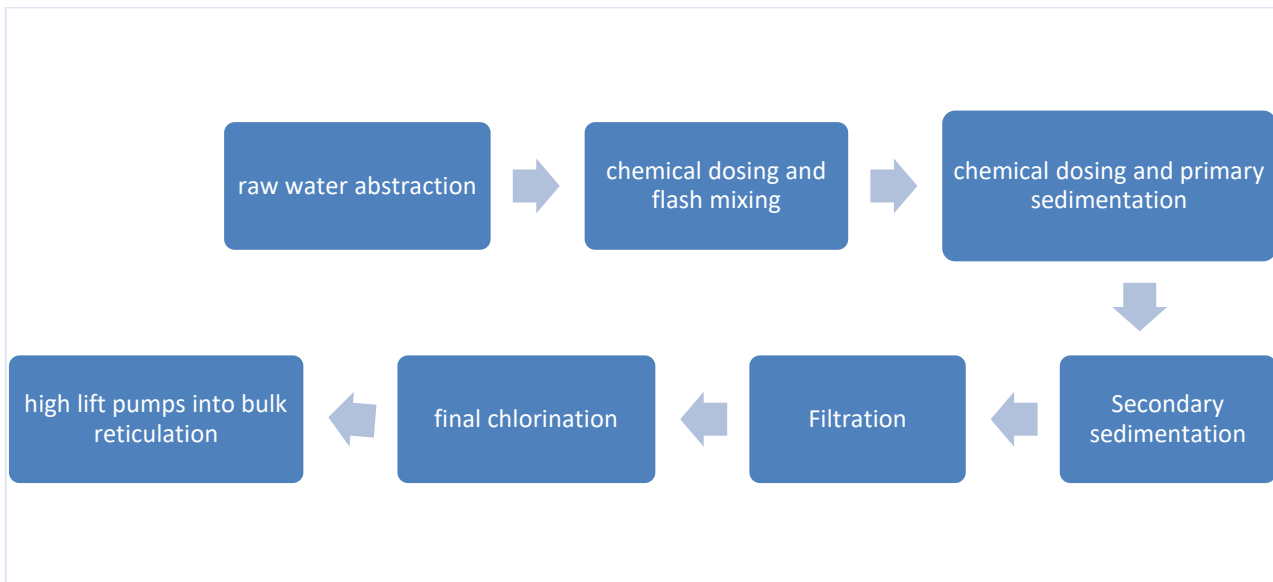 raw water abstraction
chemical dosing and
flash mixing
chemical dosing and primary
sedimentation
Secondary
sedimentation
Filtration
final chlorination
high lift pumps into bulk
reticulation